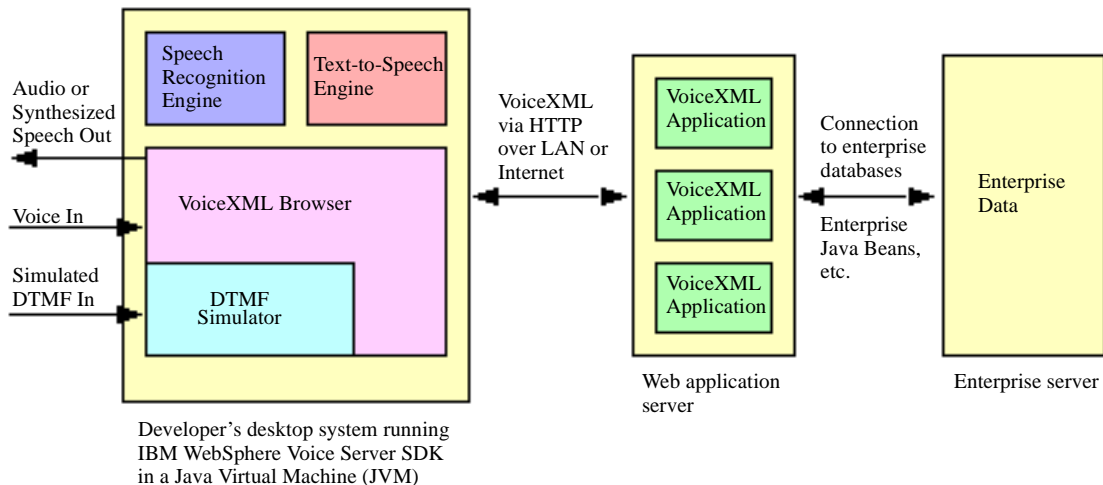 Audio or
Synthesized
Speech Out
Voice In
Simulated
DTMF In
Speech
Recognition
Engine
Text-to-Speech
Engine
VoiceXML Browser
DTMF
Simulator
Developer’s desktop system running
IBM WebSphere Voice Server SDK
in a Java Virtual Machine (JVM)
VoiceXML
via HTTP
over LAN or
Internet
VoiceXML
Application
VoiceXML
Application
VoiceXML
Application
Web application
server
Connection
to enterprise
databases
Enterprise
Java Beans,
etc.
Enterprise
Data
Enterprise server